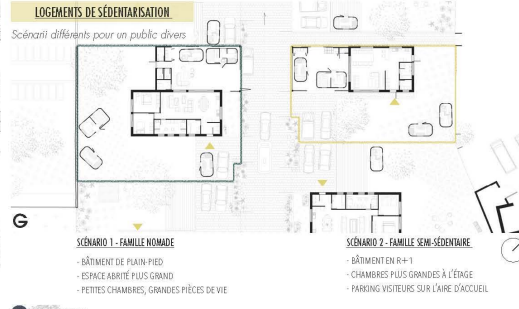 LOGEMENTS DE SÉDENTARISATION
Scénarii différents pour un public divers
G
SCÉNARIO 1 - FAMILLE NOMADE
- BÂTIMENT DE PLAIN-PIED
- ESPACE ABRITÉ PLUS GRAND
- PETITES CHAMBRES, GRANDES PIÈCES DE VIE
SCÉNARIO 2 - FAMILLE SEMI-SÉDENTAIRE
- BÂTIMENT EN R+1
- CHAMBRES PLUS GRANDES À L'ÉTAGE
- PARKING VISITEURS SUR L'AIRE D'ACCUEIL